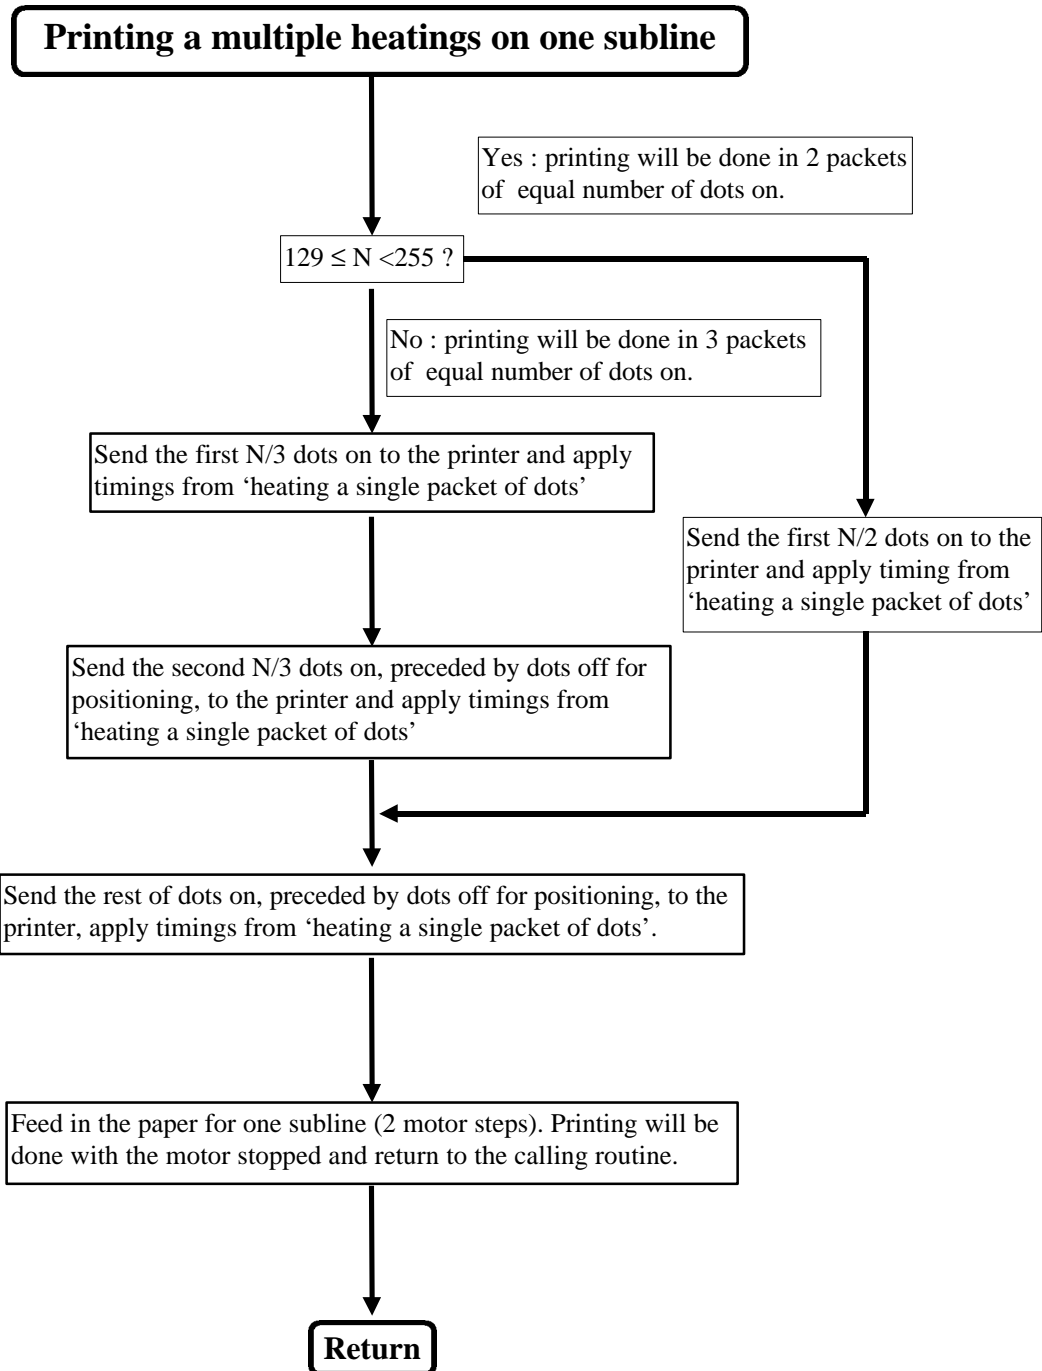 Printing a multiple heatings on one subline
Yes : printing will be done in 2 packets
of  equal number of dots on.
129 ≤ N <255 ?
No : printing will be done in 3 packets
of  equal number of dots on.
Send the first N/3 dots on to the printer and apply
timings from ‘heating a single packet of dots’
Send the first N/2 dots on to the
printer and apply timing from
‘heating a single packet of dots’
Send the second N/3 dots on, preceded by dots off for
positioning, to the printer and apply timings from
‘heating a single packet of dots’
Send the rest of dots on, preceded by dots off for positioning, to the
printer, apply timings from ‘heating a single packet of dots’.
Feed in the paper for one subline (2 motor steps). Printing will be
done with the motor stopped and return to the calling routine.
Return